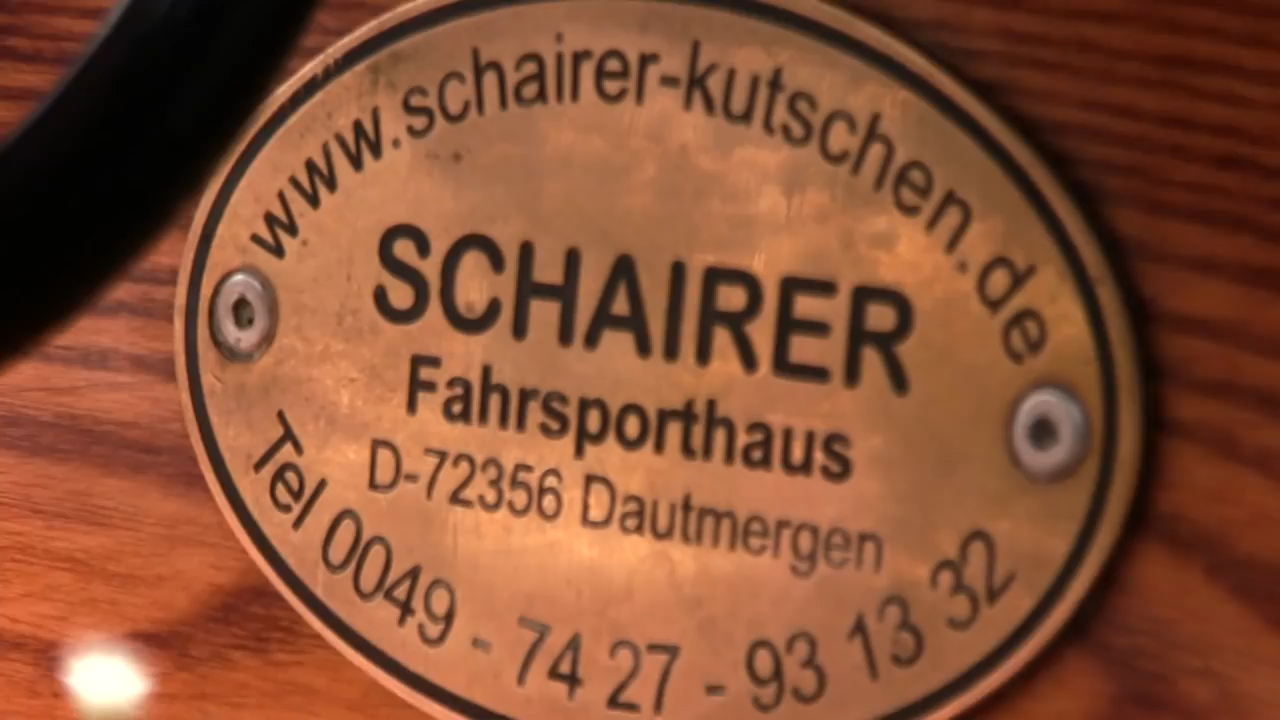 www.schairer-kutschen.de
SCHAIRER
Fahrsporthaus
D-72356 Dautmergen
Tel 0049 - 74 27 - 93 13 32